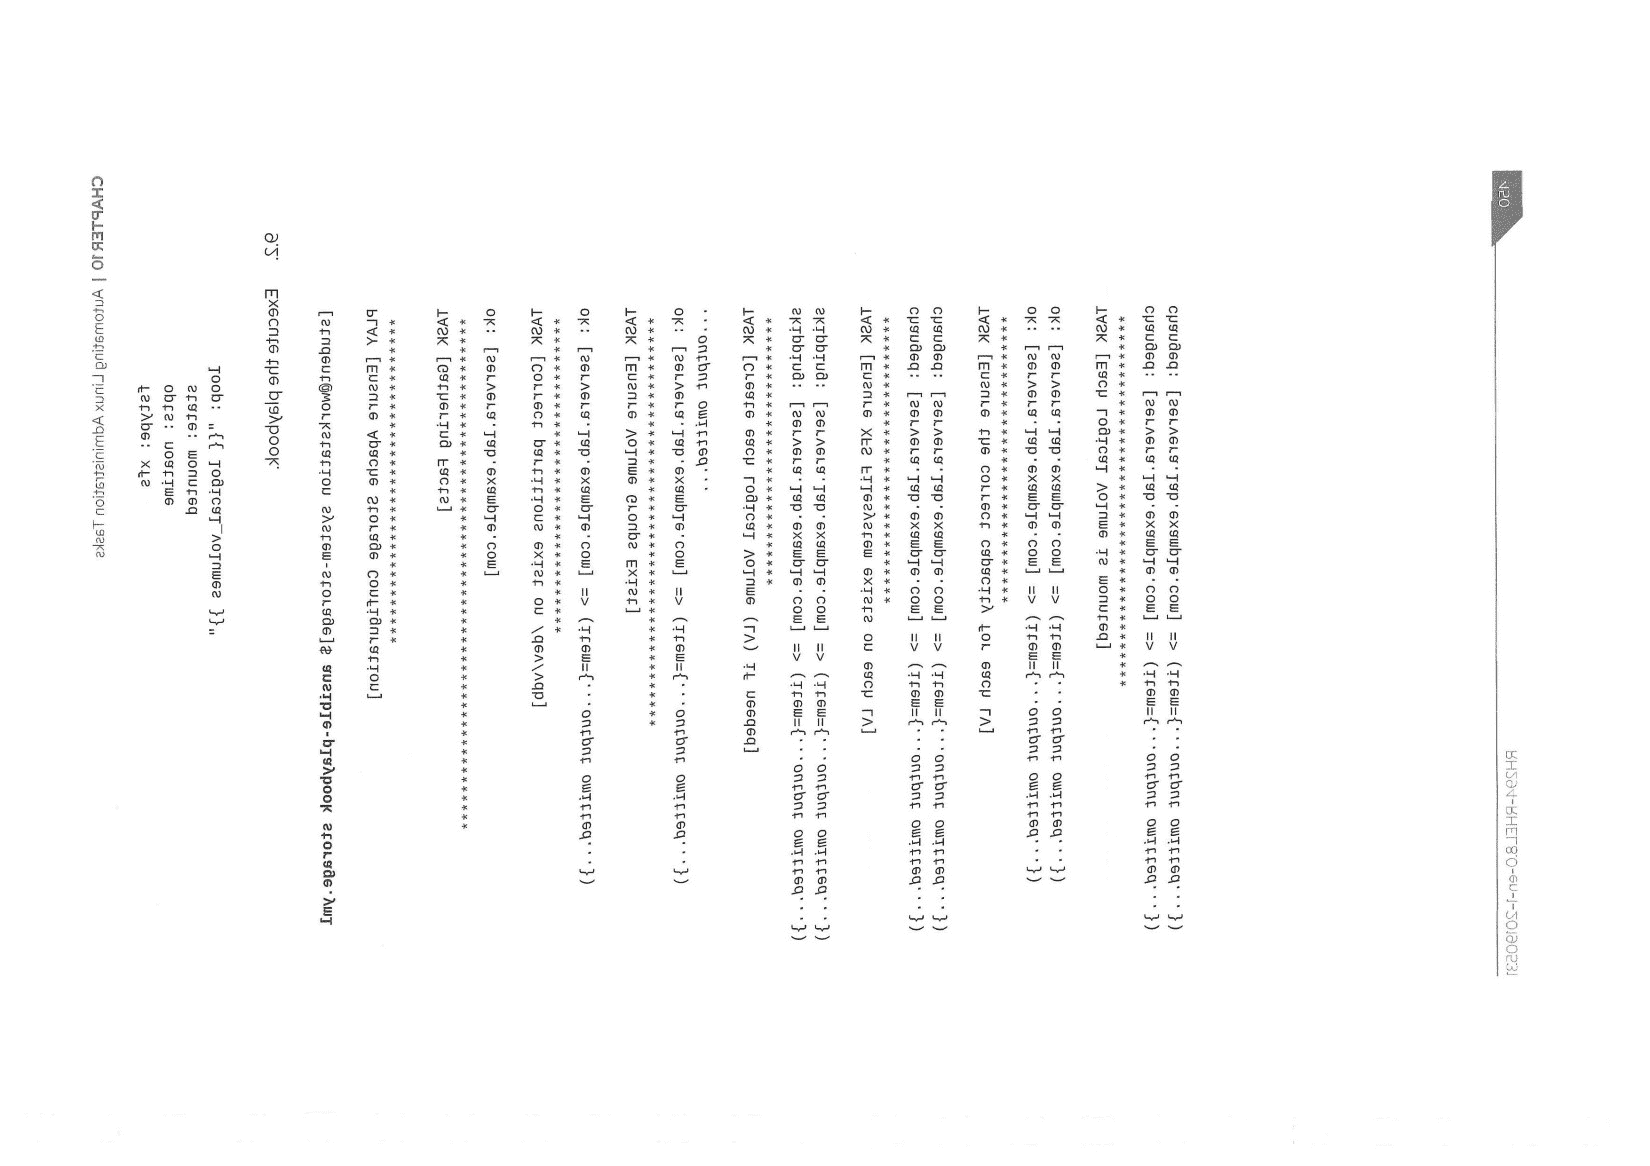 CHAPTER 10 | Automating Linux Administration Tasks
fstype: xfs
opts: noatime
state: mounted
loop: "{{ logical_volumes }}"
9.2. Execute the playbook.
[student@workstation system-storage]$ ansible-playbook storage.yml
PLAY [Ensure Apache Storage Configuration]
****************************************
TASK [Gathering Facts]
***************************************************************
ok: [servera.lab.example.com]
TASK [Correct partitions exist on /dev/vdb]
***************************************
ok: [servera.lab.example.com] => (item={...output omitted...})
TASK [Ensure Volume Groups Exist]
***************************************************
ok: [servera.lab.example.com] => (item={...output omitted...})
...output omitted...
TASK [Create each Logical Volume (LV) if needed]
*********************************
skipping: [servera.lab.example.com] => (item={...output omitted...})
skipping: [servera.lab.example.com] => (item={...output omitted...})
TASK [Ensure XFS Filesystem exists on each LV]
***********************************
changed: [servera.lab.example.com] => (item={...output omitted...})
changed: [servera.lab.example.com] => (item={...output omitted...})
TASK [Ensure the correct capacity for each LV]
***********************************
ok: [servera.lab.example.com] => (item={...output omitted...})
ok: [servera.lab.example.com] => (item={...output omitted...})
TASK [Each Logical Volume is mounted]
**********************************************
changed: [servera.lab.example.com] => (item={...output omitted...})
changed: [servera.lab.example.com] => (item={...output omitted...})
450
RH294-RHEL8.0-en-1-20190531